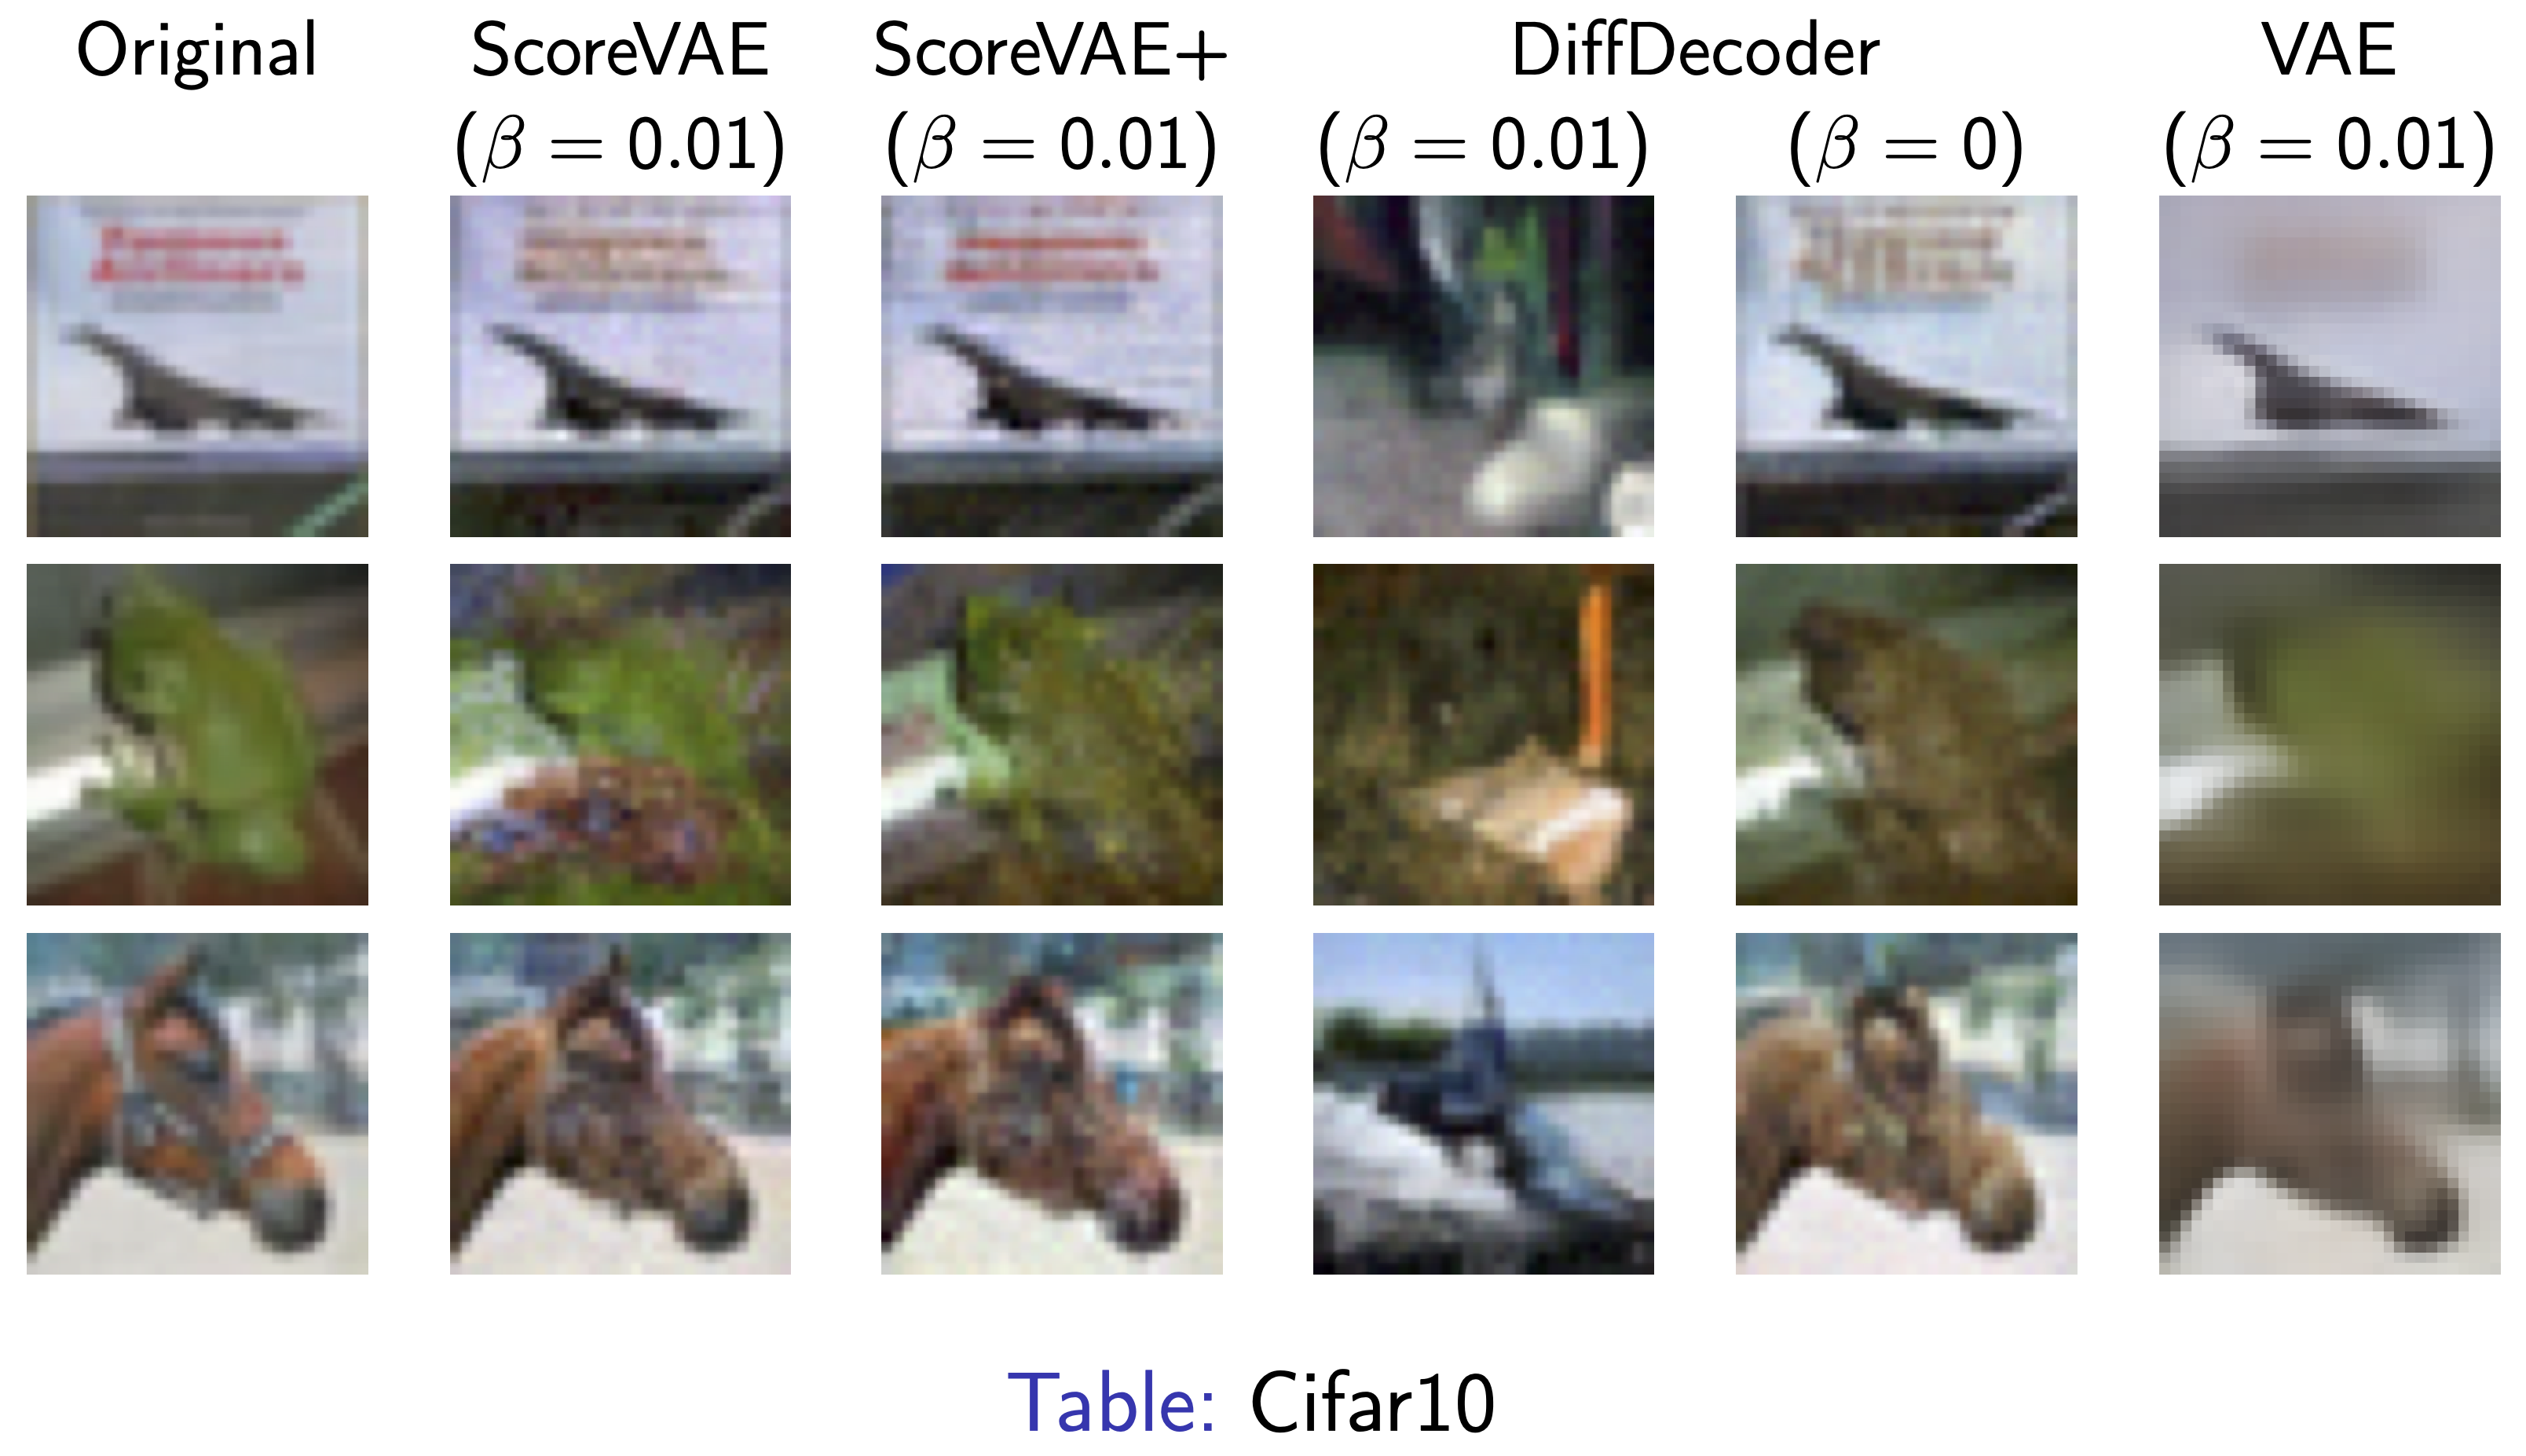 Original ScoreVAE ScoreVAE+ DiffDecoder VAE
(β = 0.01) (β = 0.01) (β = 0.01) (β = 0) (β = 0.01)
Table: Cifar10